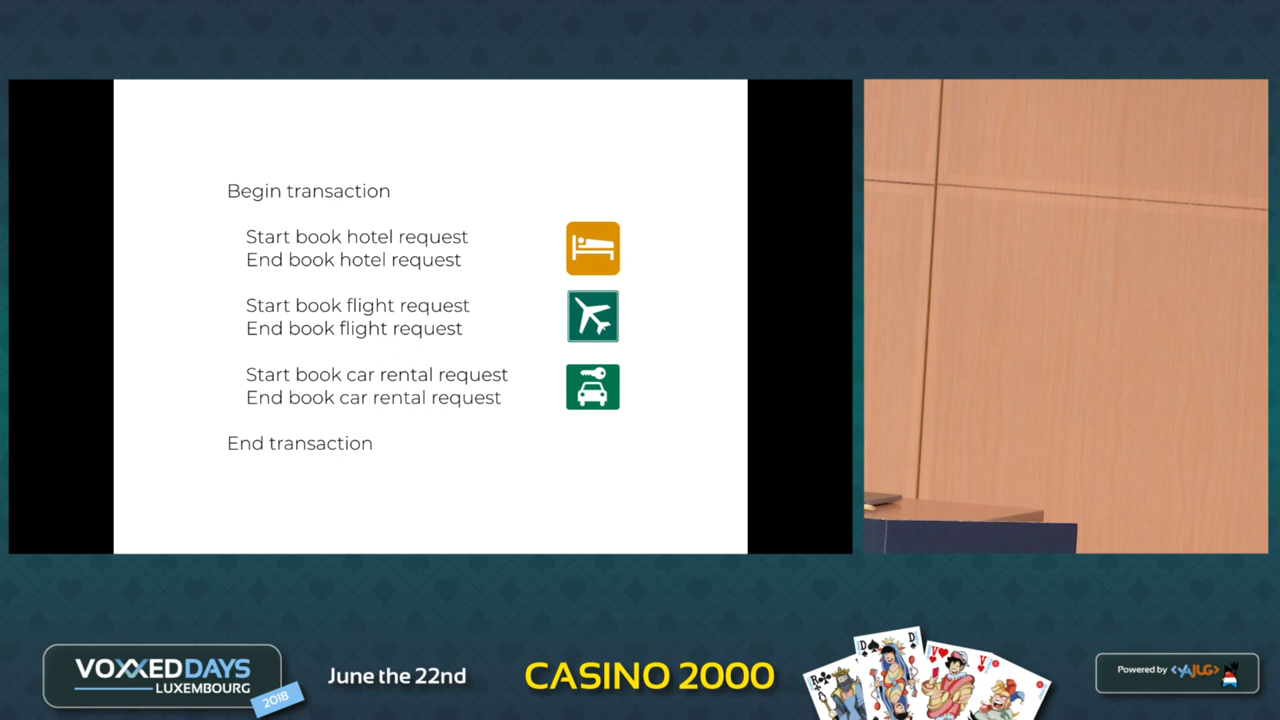 Begin transaction
Start book hotel request
End book hotel request
Start book flight request
End book flight request
Start book car rental request
End book car rental request
End transaction
VOXXEDDAYS
LUXEMBOURG
2018
June the 22nd
CASINO 2000
R
D
D
V
V
Powered by <YAJUG>